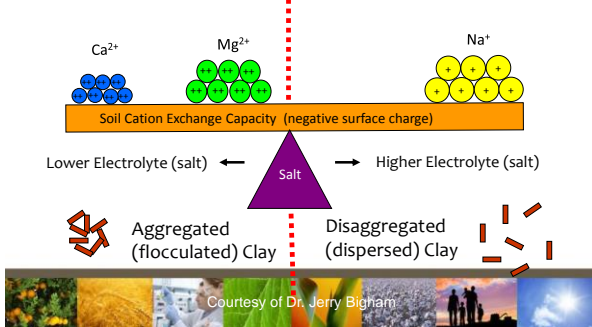 Ca2+
Mg2+
Na+
++ ++ ++
++ ++ ++ ++
++ ++ ++
++ ++ ++ ++
+ + +
+ + + +
Soil Cation Exchange Capacity (negative surface charge)
Lower Electrolyte (salt)
Salt
Higher Electrolyte (salt)
Aggregated
(flocculated) Clay
Disaggregated
(dispersed) Clay
Courtesy of Dr. Jerry Bigham